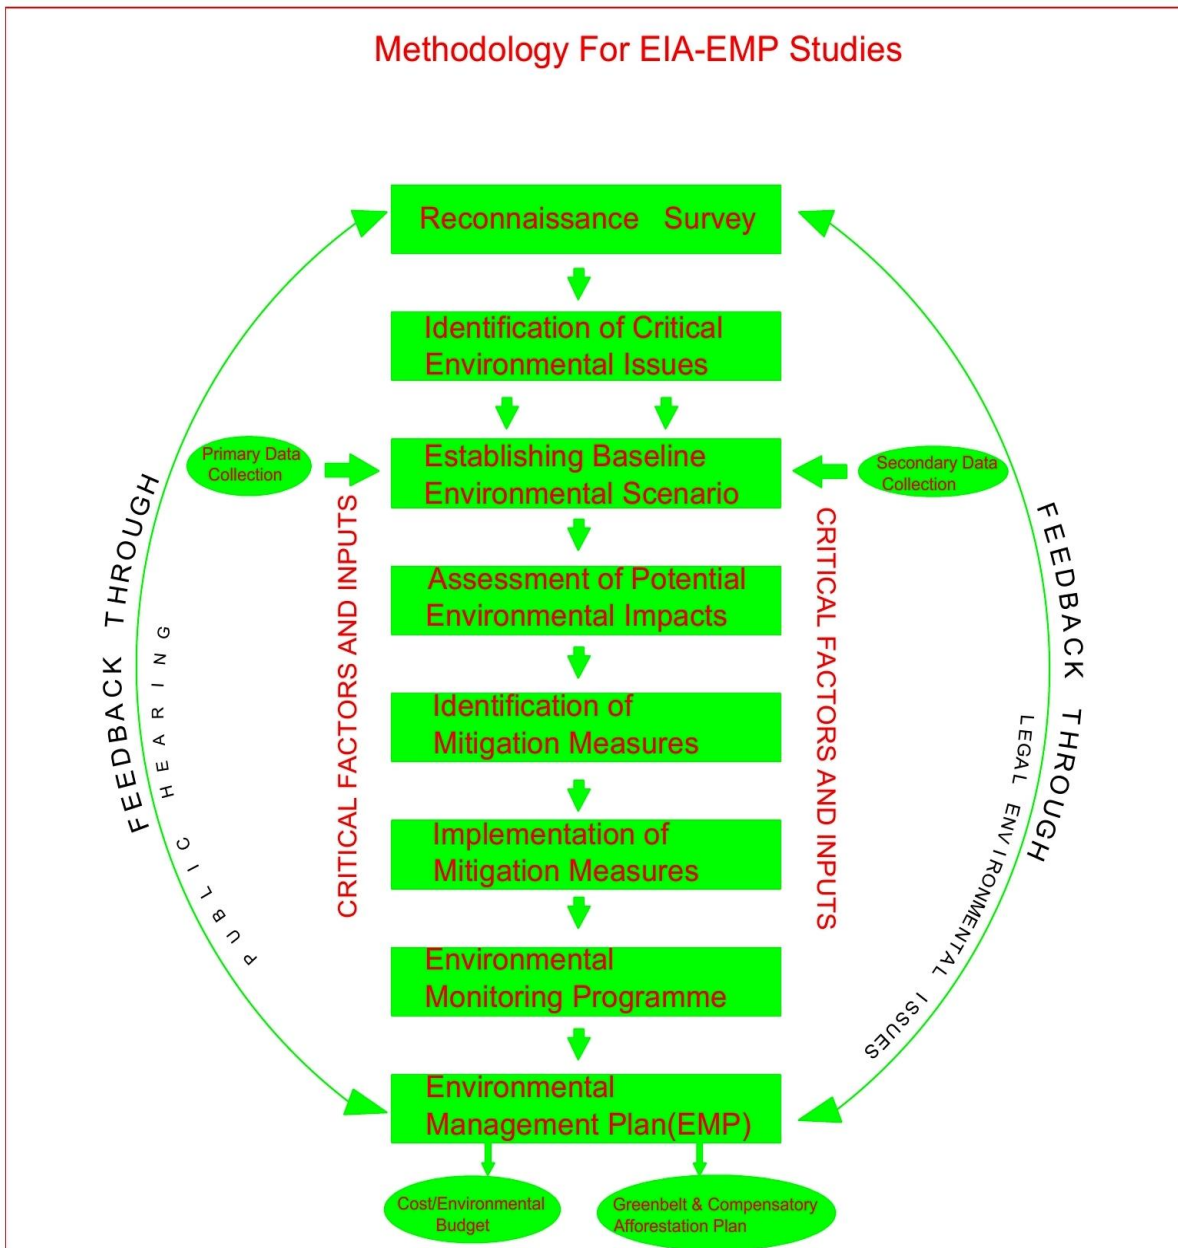 Methodology For EIA-EMP Studies
Reconnaissance Survey
Identification of Critical
Environmental Issues
Primary Data
Collection
Establishing Baseline
Environmental Scenario
Secondary Data
Collection
FEEDBACK THROUGH
PUBLIC HEARING
CRITICAL FACTORS AND INPUTS
CRITICAL FACTORS AND INPUTS
FEEDBACK THROUGH
LEGAL ENVIRONMENTAL ISSUES
Assessment of Potential
Environmental Impacts
Identification of
Mitigation Measures
Implementation of
Mitigation Measures
Environmental
Monitoring Programme
Environmental
Management Plan(EMP)
Cost/Environmental
Budget
Greenbelt & Compensatory
Afforestation Plan